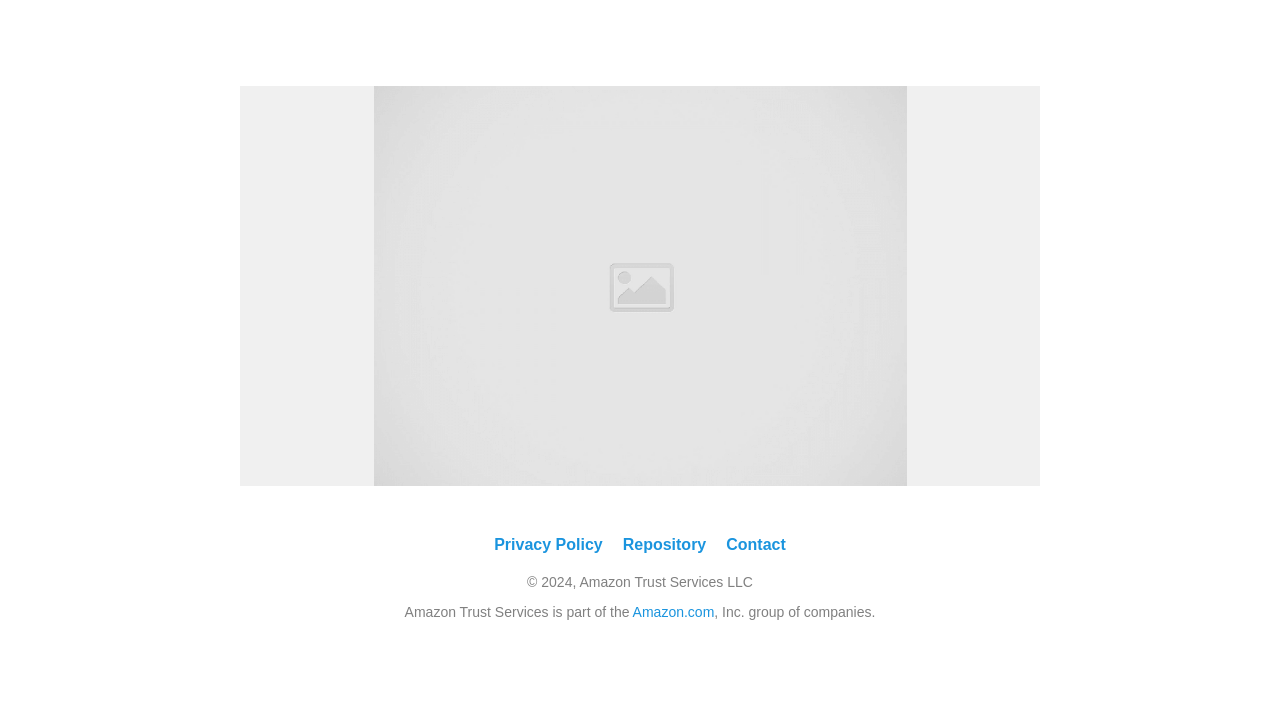 Privacy Policy Repository Contact
© 2024, Amazon Trust Services LLC
Amazon Trust Services is part of the Amazon.com, Inc. group of companies.